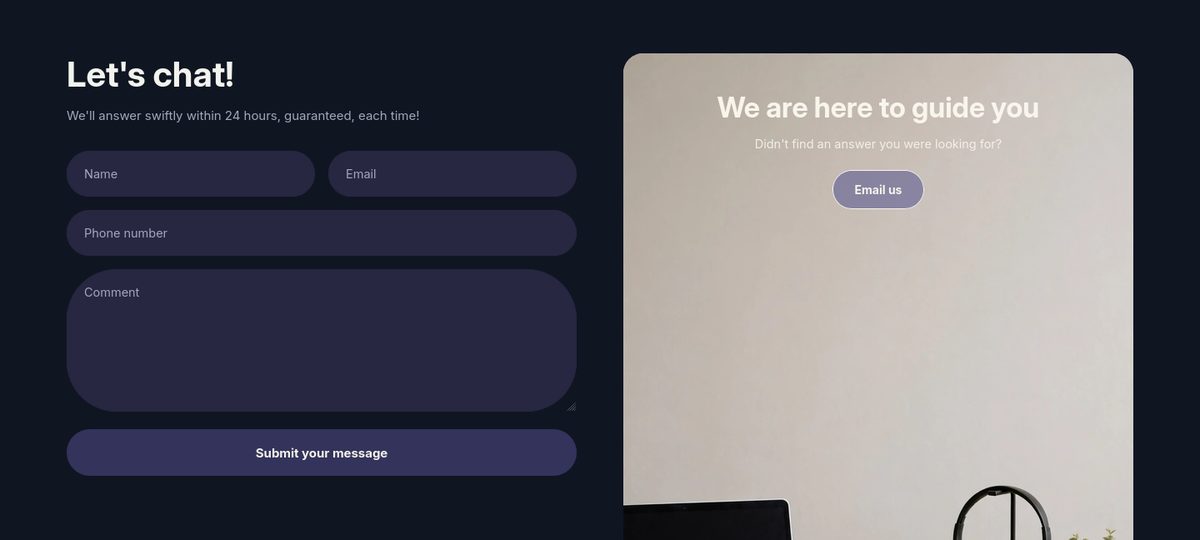 Let's chat!
We'll answer swiftly within 24 hours, guaranteed, each time!
Name
Email
Phone number
Comment
Submit your message
We are here to guide you
Didn't find an answer you were looking for?
Email us